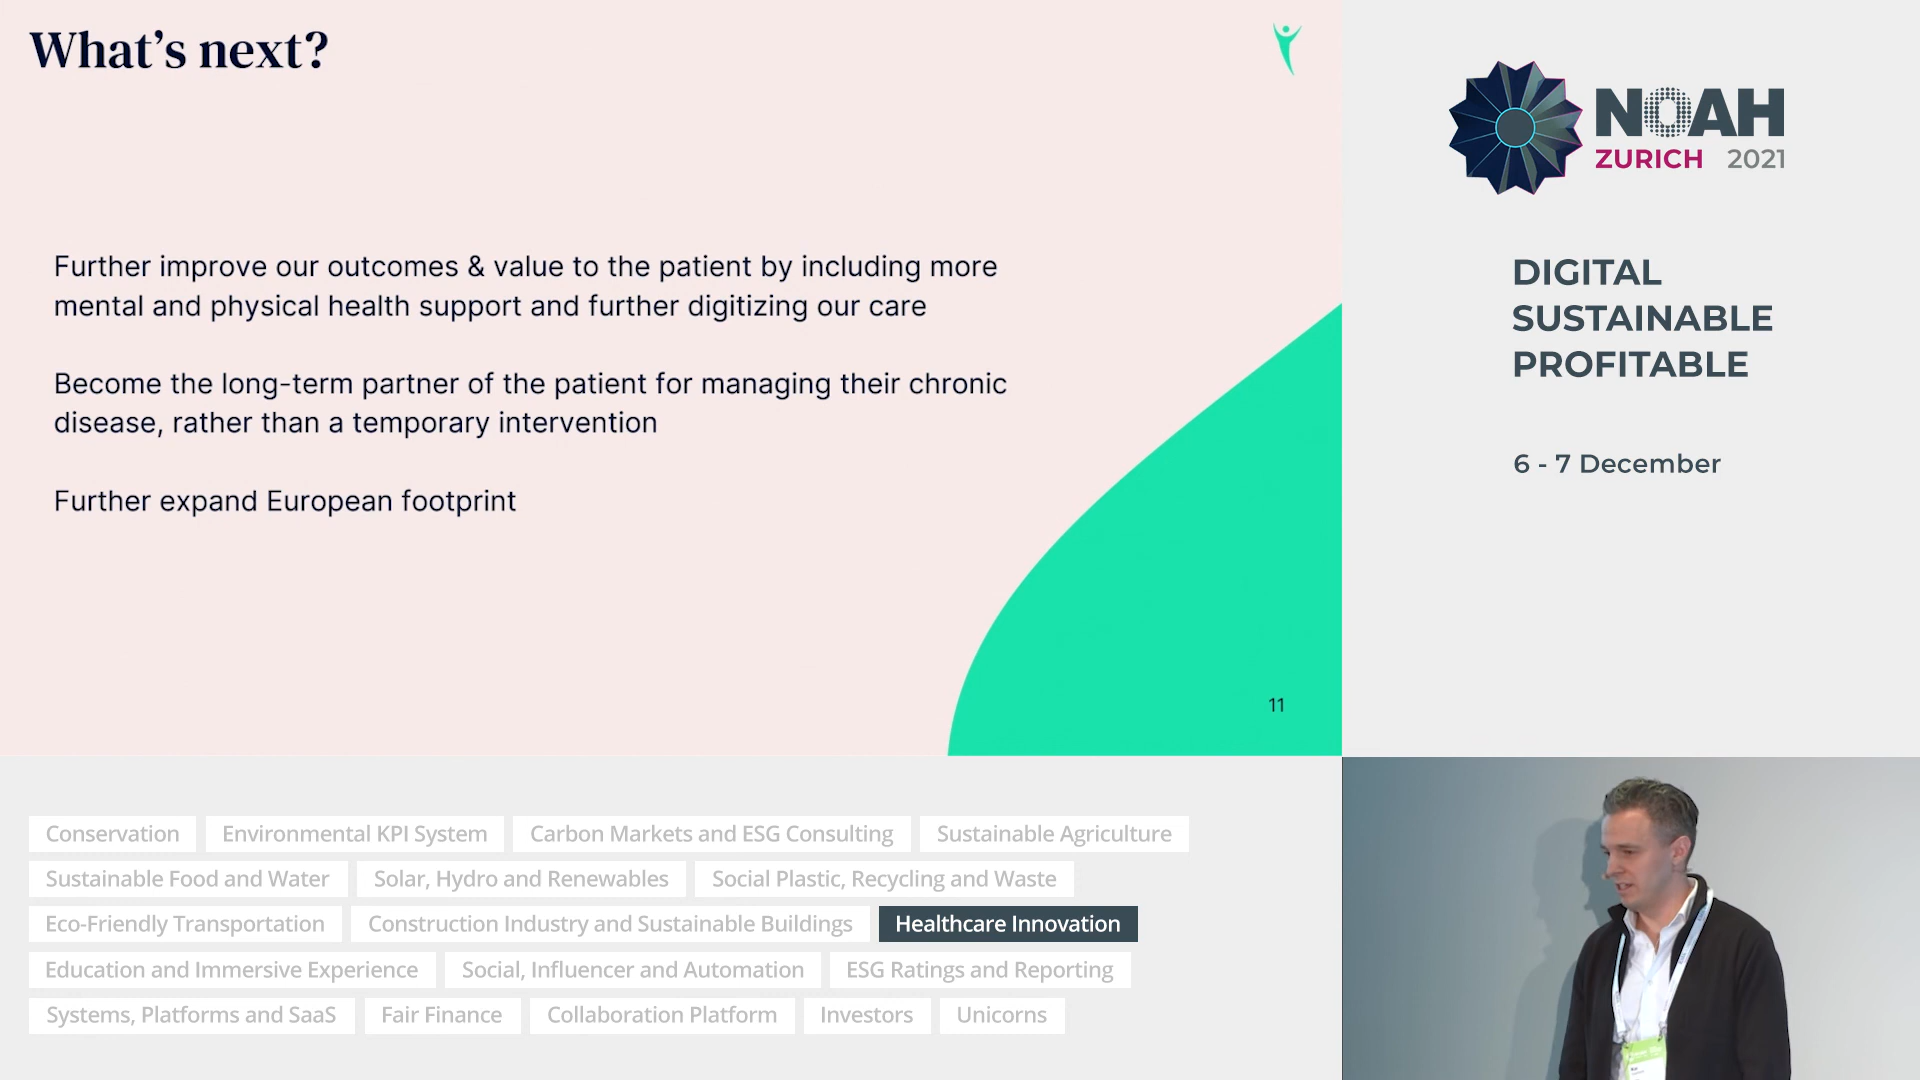 What's next?
Further improve our outcomes & value to the patient by including more
mental and physical health support and further digitizing our care
Become the long-term partner of the patient for managing their chronic
disease, rather than a temporary intervention
Further expand European footprint
11
NOAH
ZURICH 2021
DIGITAL
SUSTAINABLE
PROFITABLE
6 - 7 December
Conservation Environmental KPI System Carbon Markets and ESG Consulting Sustainable Agriculture
Sustainable Food and Water Solar, Hydro and Renewables Social Plastic, Recycling and Waste
Eco-Friendly Transportation Construction Industry and Sustainable Buildings Healthcare Innovation
Education and Immersive Experience Social, Influencer and Automation ESG Ratings and Reporting
Systems, Platforms and SaaS Fair Finance Collaboration Platform Investors Unicorns